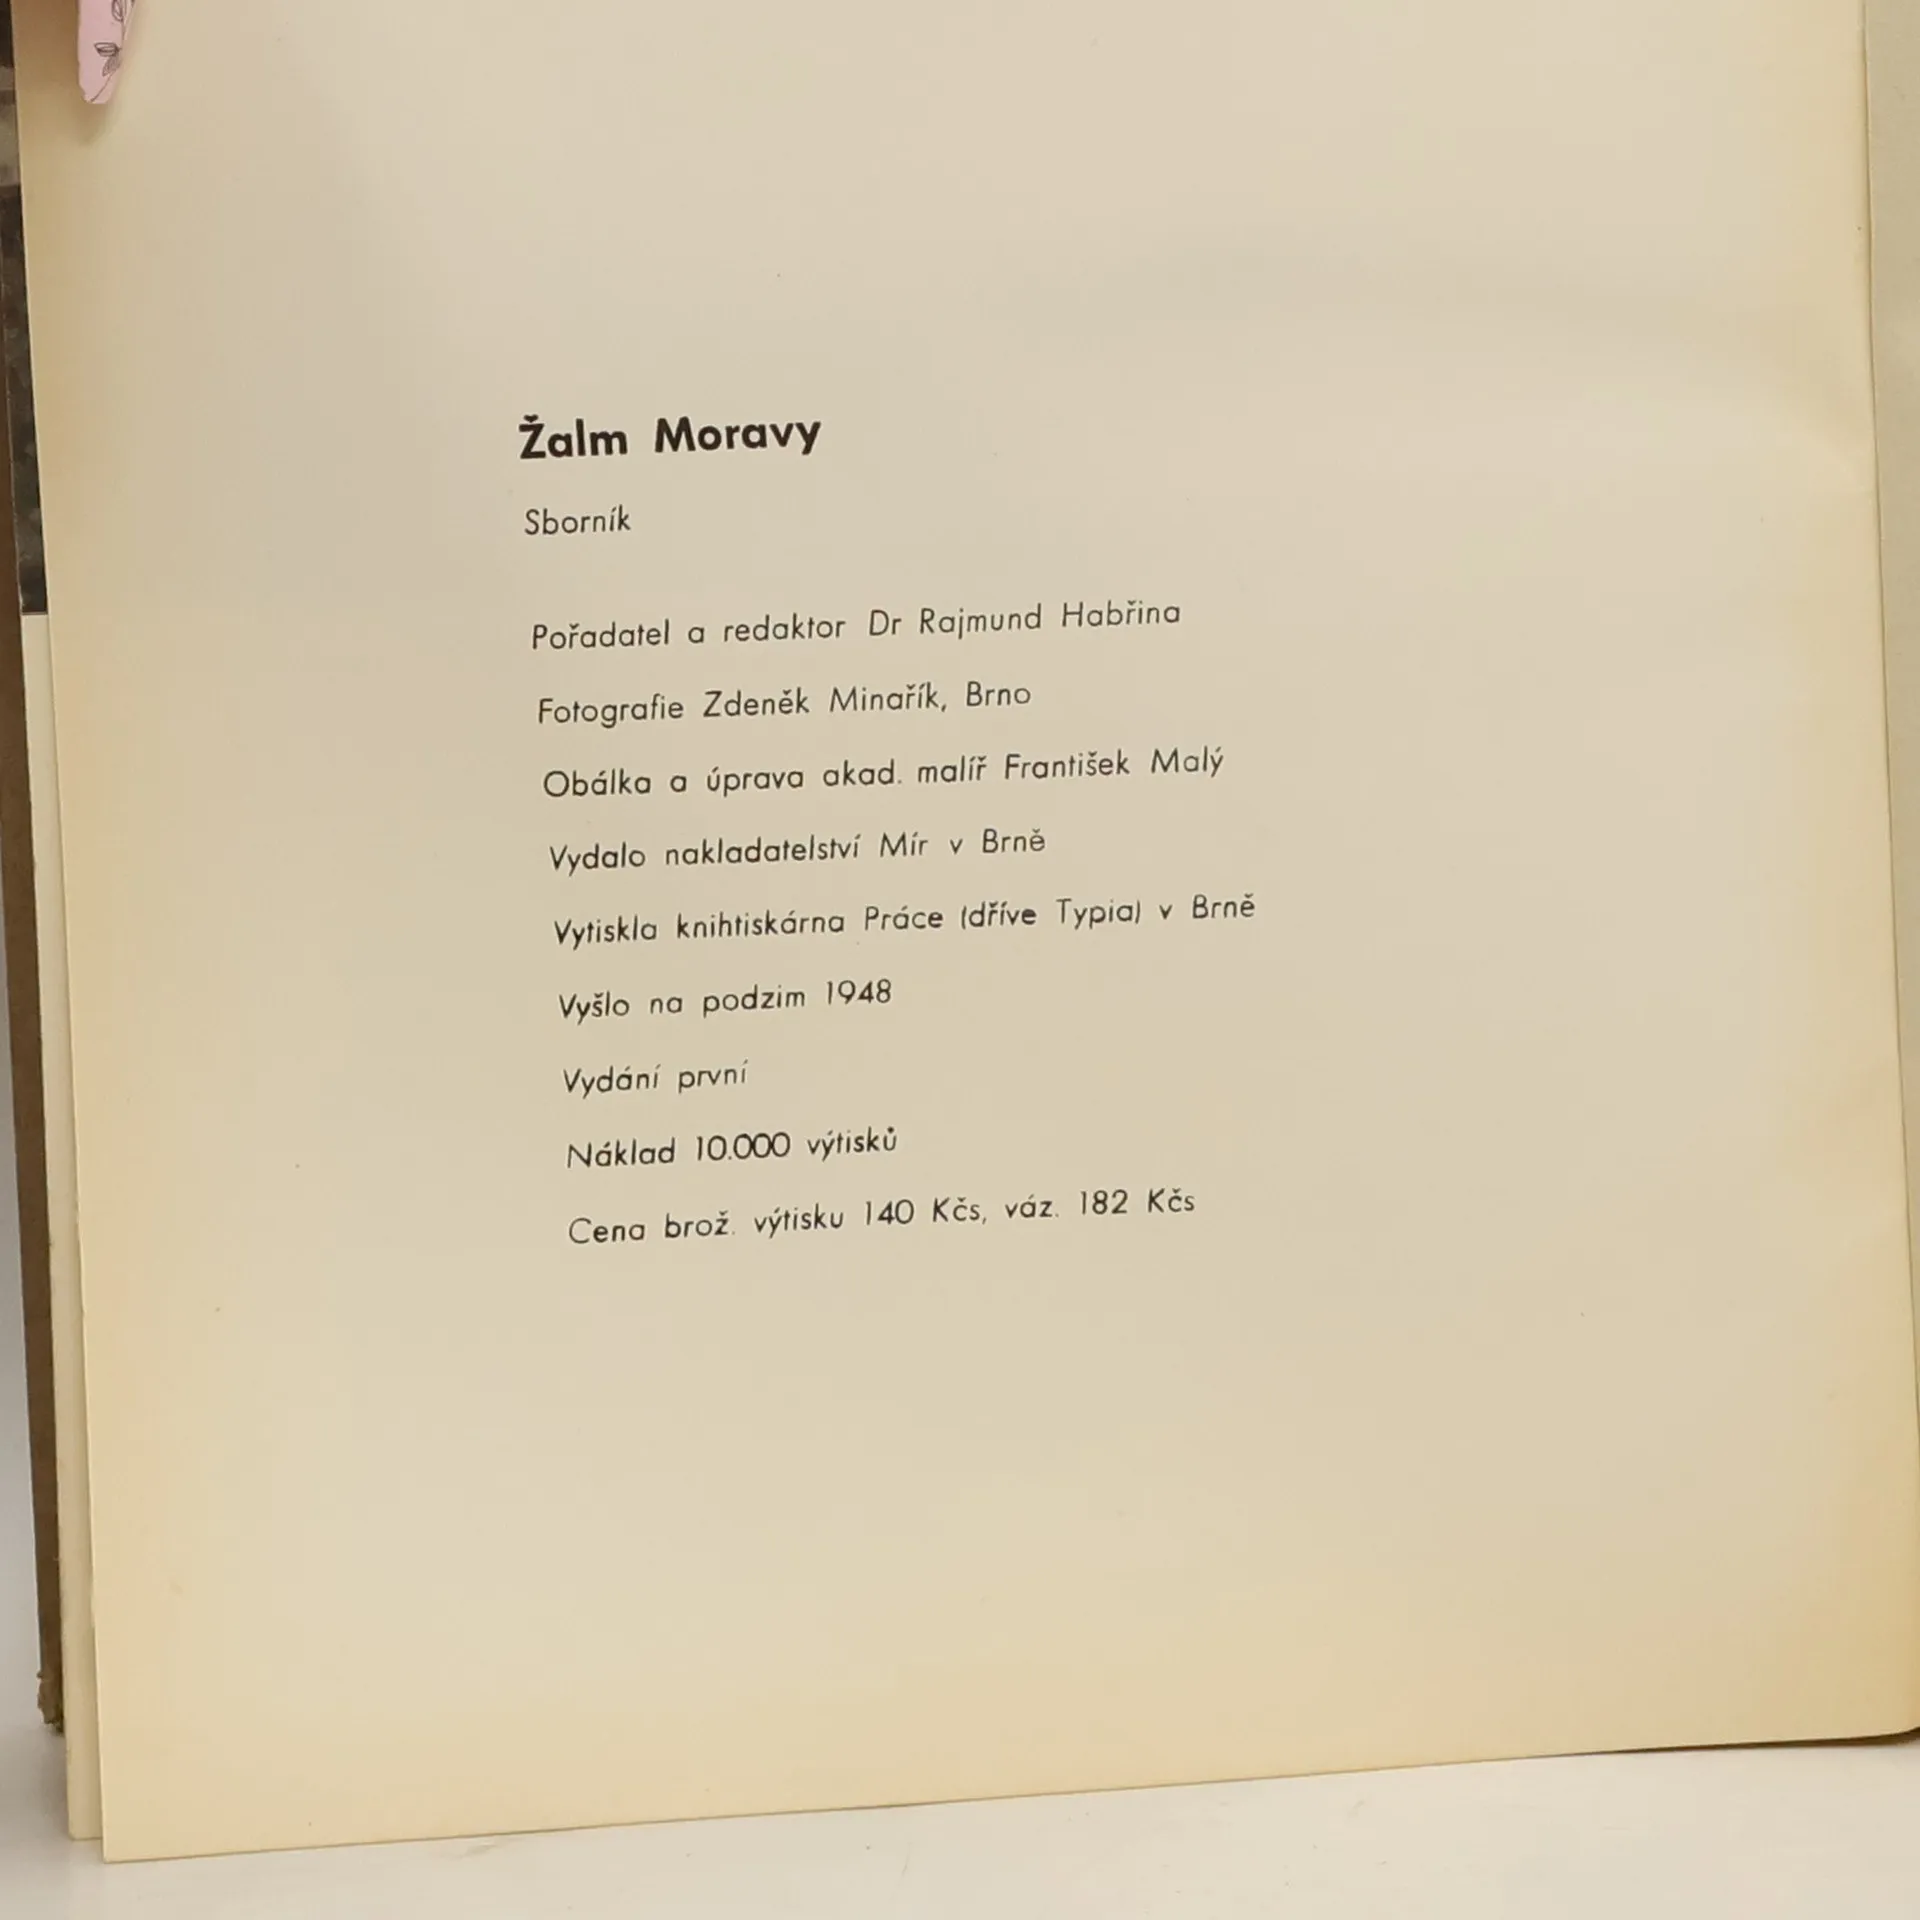 Žalm Moravy
Sborník
Pořadatel a redaktor Dr Rajmund Habřina
Fotografie Zdeněk Minařík, Brno
Obálka a úprava akad. malíř František Malý
Vydalo nakladatelství Mír v Brně
Vytiskla knihtiskárna Práce (dříve Typia) v Brně
Vyšlo na podzim 1948
Vydání první
Náklad 10.000 výtisků
Cena brož. výtisku 140 Kčs, váz. 182 Kčs